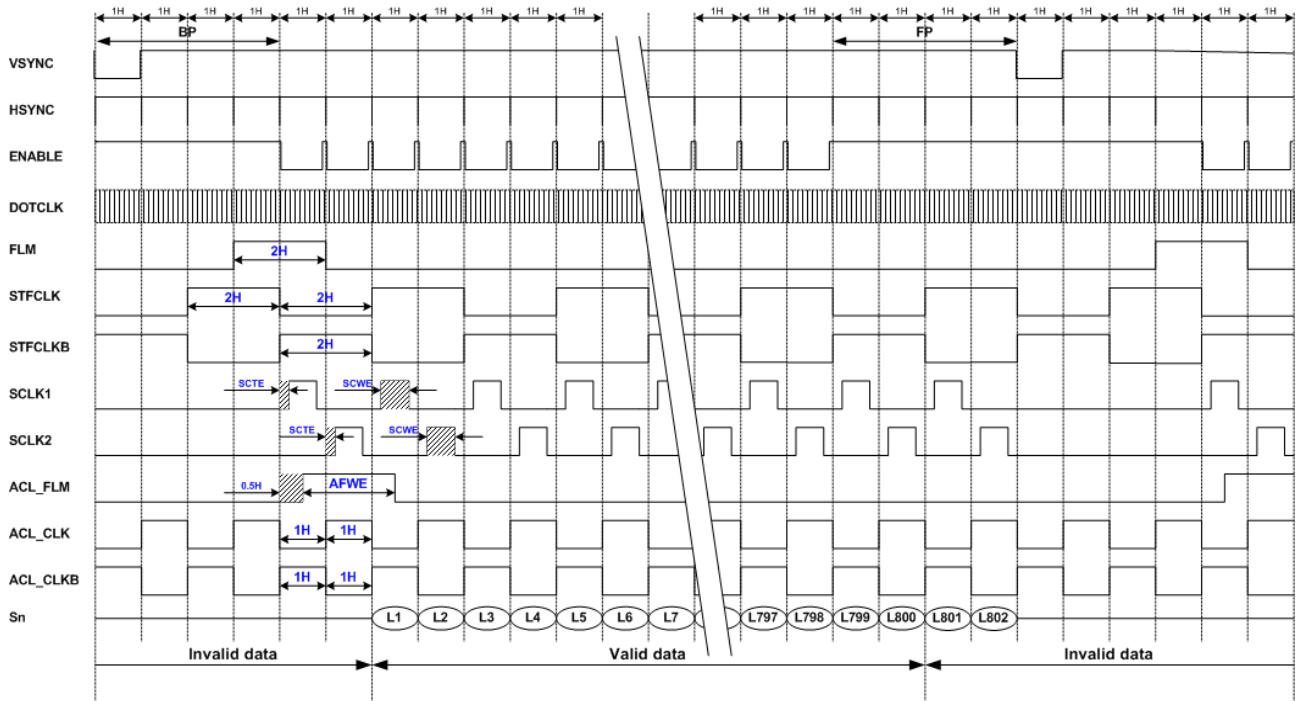 1H 1H 1H 1H 1H 1H 1H 1H 1H 1H 1H 1H 1H 1H 1H 1H 1H 1H 1H 1H 1H 1H 1H 1H
BP FP
VSYNC
HSYNC
ENABLE
DOTCLK
FLM 2H
STFCLK 2H 2H
STFCLKB 2H
SCLK1 SCTE SCWE
SCLK2 SCTE SCWE
ACL_FLM 0.5H AFWE
ACL_CLK 1H 1H
ACL_CLKB 1H 1H
Sn L1 L2 L3 L4 L5 L6 L7 L797 L798 L799 L800 L801 L802
Invalid data Valid data Invalid data